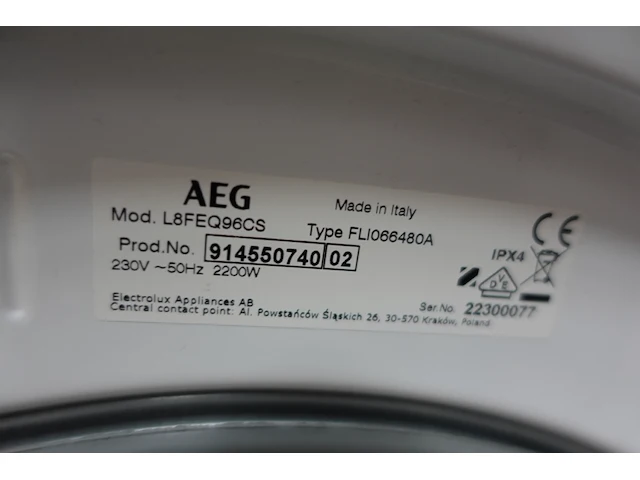 AEG
Made in Italy
Mod. L8FEQ96CS
Type FLI066480A
Prod.No. 914550740 02
230V ~50Hz 2200W
IPX4
DVE
Electrolux Appliances AB
Ser.No. 22300077
Central contact point: Al. Powstańców Śląskich 26, 30-570 Kraków, Poland